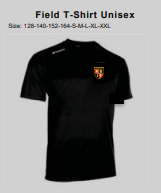 Field T-Shirt Unisex
Size: 128-140-152-164-S-M-L-XL-XXL